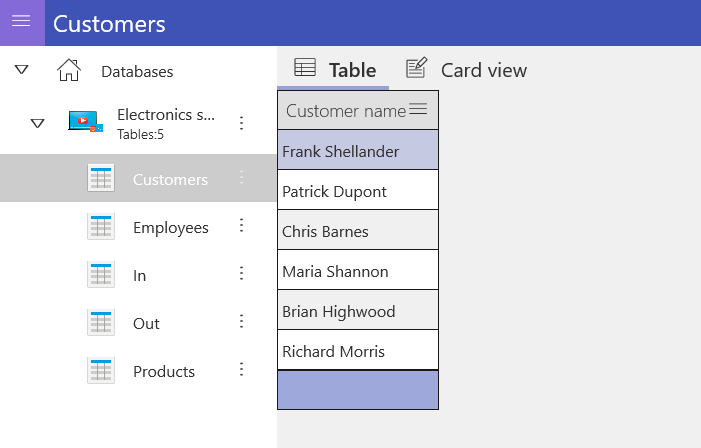 Customers
Databases
Electronics s...
Tables:5
Customers
Employees
In
Out
Products
Table
Card view
Customer name
Frank Shellander
Patrick Dupont
Chris Barnes
Maria Shannon
Brian Highwood
Richard Morris